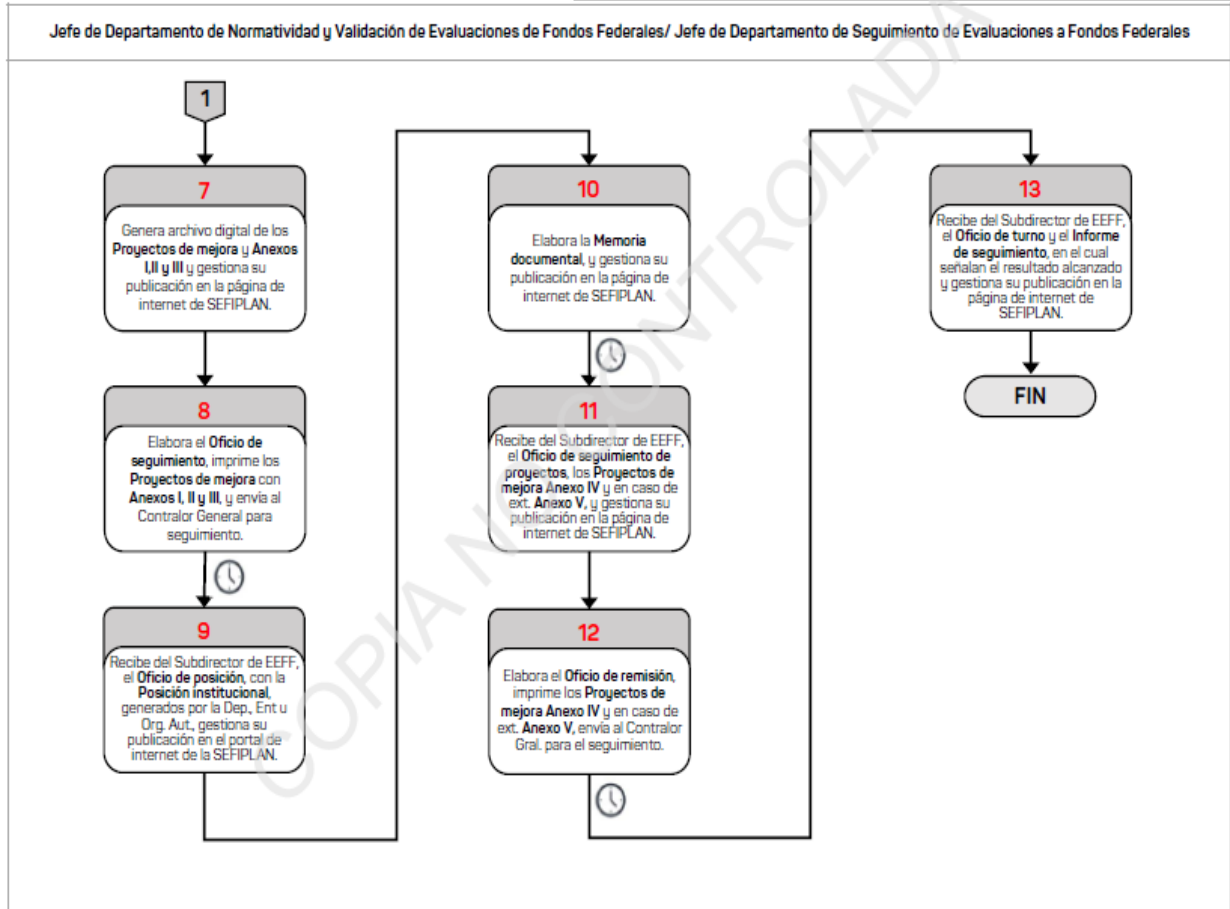 Jefe de Departamento de Normatividad y Validación de Evaluaciones de Fondos Federales/ Jefe de Departamento de Seguimiento de Evaluaciones a Fondos Federales
1
7
Genera archivo digital de los
Proyectos de mejora y Anexos
I,II y III y gestiona su
publicación en la página de
internet de SEFIPLAN.
8
Elabora el Oficio de
seguimiento, imprime los
Proyectos de mejora con
Anexos I, II y III, y envía al
Contralor General para
seguimiento.
9
Recibe del Subdirector de EEFF,
el Oficio de posición, con la
Posición institucional,
generados por la Dep., Ent u
Org. Aut., gestiona su
publicación en el portal de
internet de la SEFIPLAN.
10
Elabora la Memoria
documental, y gestiona su
publicación en la página de
internet de SEFIPLAN.
11
Recibe del Subdirector de EEFF,
el Oficio de seguimiento de
proyectos, los Proyectos de
mejora Anexo IV y en caso de
ext. Anexo V, y gestiona su
publicación en la página de
internet de SEFIPLAN.
12
Elabora el Oficio de remisión,
imprime los Proyectos de
mejora Anexo IV y en caso de
ext. Anexo V, envía al Contralor
Gral. para el seguimiento.
13
Recibe del Subdirector de EEFF,
el Oficio de turno y el Informe
de seguimiento, en el cual
señalan el resultado alcanzado
y gestiona su publicación en la
página de internet de
SEFIPLAN.
FIN
COPIA NO CONTROLADA